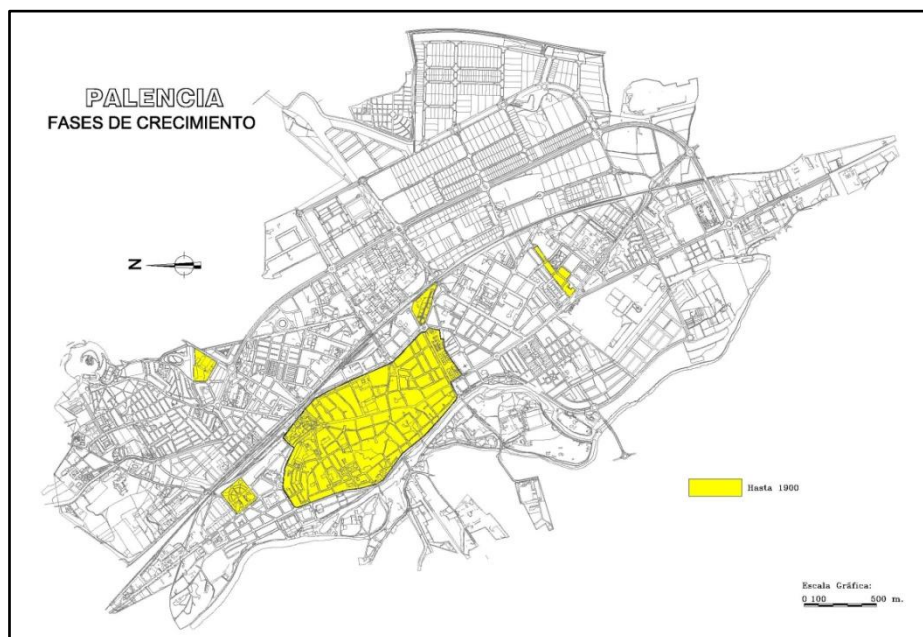 PALENCIA
FASES DE CRECIMIENTO
N
Hasta 1900
Escala Gráfica:
0 100 500 m.